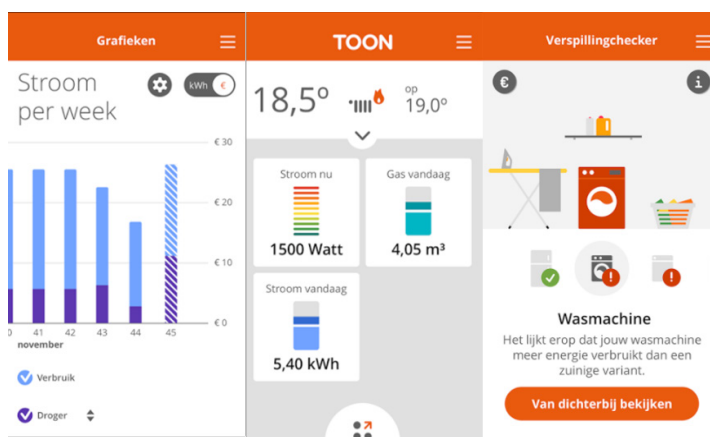 Grafieken
Stroom
per week
kWh €
€ 30
€ 20
€ 10
€ 0
0 41 42 43 44 45
november
Verbruik
Droger
TOON
18,5° op
19,0°
Stroom nu
1500 Watt
Gas vandaag
4,05 m³
Stroom vandaag
5,40 kWh
Verspillingchecker
€ i
Wasmachine
Het lijkt erop dat jouw wasmachine
meer energie verbruikt dan een
zuinige variant.
Van dichterbij bekijken